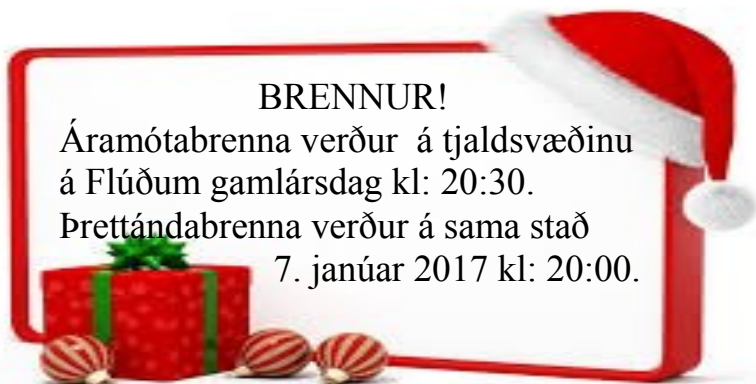 BRENNUR!
Áramótabrenna verður á tjaldsvæðinu
á Flúðum gamlársdag kl: 20:30.
Þrettándabrenna verður á sama stað
7. janúar 2017 kl: 20:00.